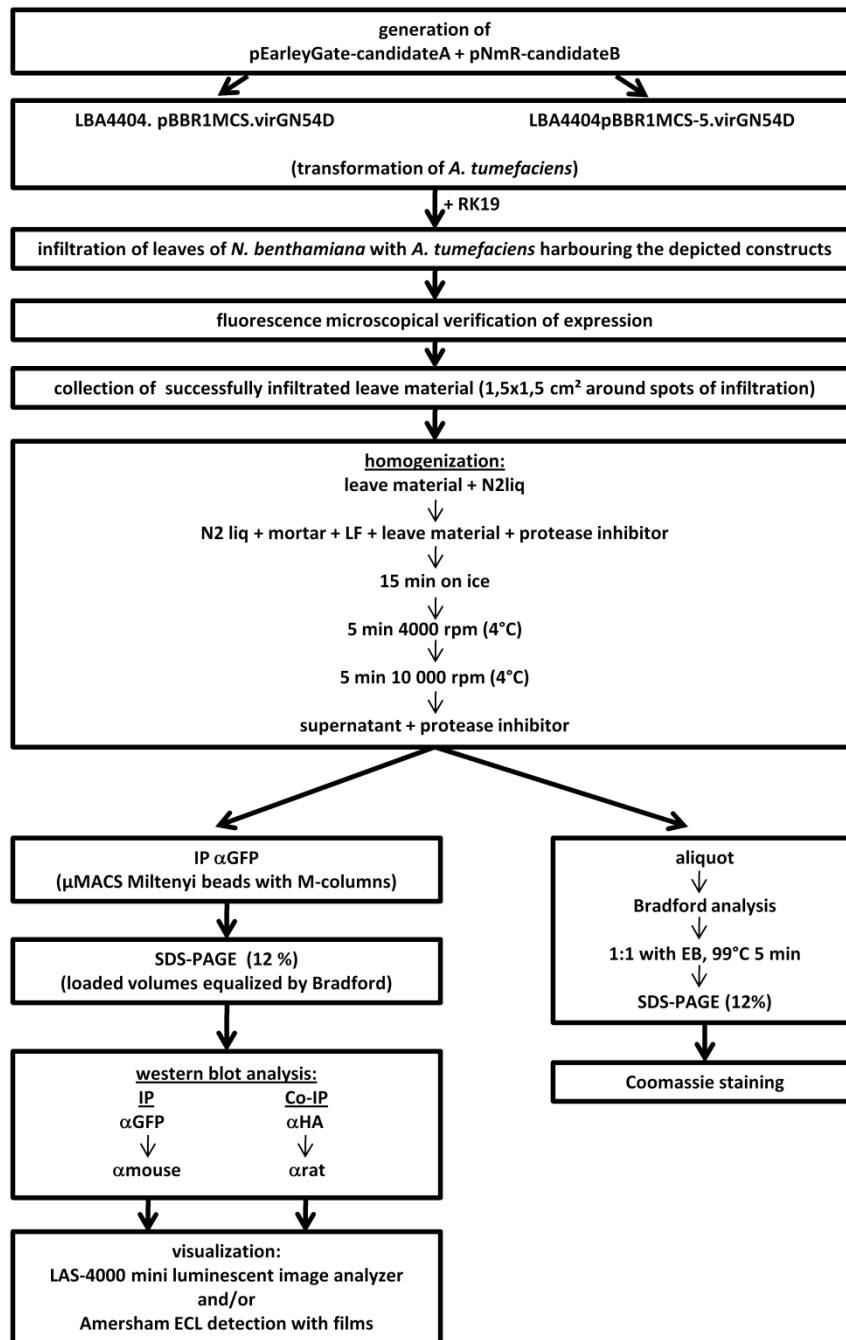 generation of
pEarleyGate-candidateA + pNmR-candidateB
LBA4404. pBBR1MCS.virGN54D
LBA4404pBBR1MCS-5.virGN54D
(transformation of A. tumefaciens)
+ RK19
infiltration of leaves of N. benthamiana with A. tumefaciens harbouring the depicted constructs
fluorescence microscopical verification of expression
collection of successfully infiltrated leave material (1,5x1,5 cm² around spots of infiltration)
homogenization:
leave material + N2liq
N2 liq + mortar + LF + leave material + protease inhibitor
15 min on ice
5 min 4000 rpm (4°C)
5 min 10 000 rpm (4°C)
supernatant + protease inhibitor
IP αGFP
(µMACS Miltenyi beads with M-columns)
SDS-PAGE (12 %)
(loaded volumes equalized by Bradford)
western blot analysis:
IP Co-IP
αGFP αHA
αmouse αrat
visualization:
LAS-4000 mini luminescent image analyzer
and/or
Amersham ECL detection with films
aliquot
Bradford analysis
1:1 with EB, 99°C 5 min
SDS-PAGE (12%)
Coomassie staining